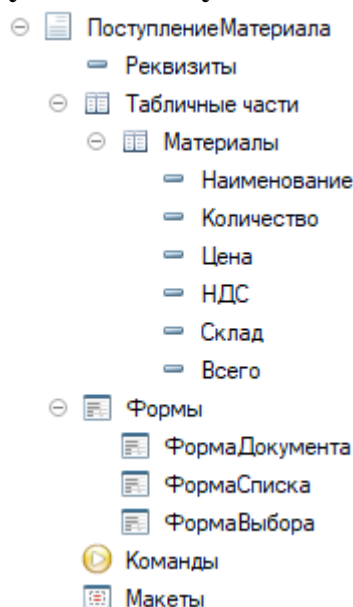 ПоступлениеМатериала
Реквизиты
Табличные части
Материалы
Наименование
Количество
Цена
НДС
Склад
Всего
Формы
ФормаДокумента
ФормаСписка
ФормаВыбора
Команды
Макеты